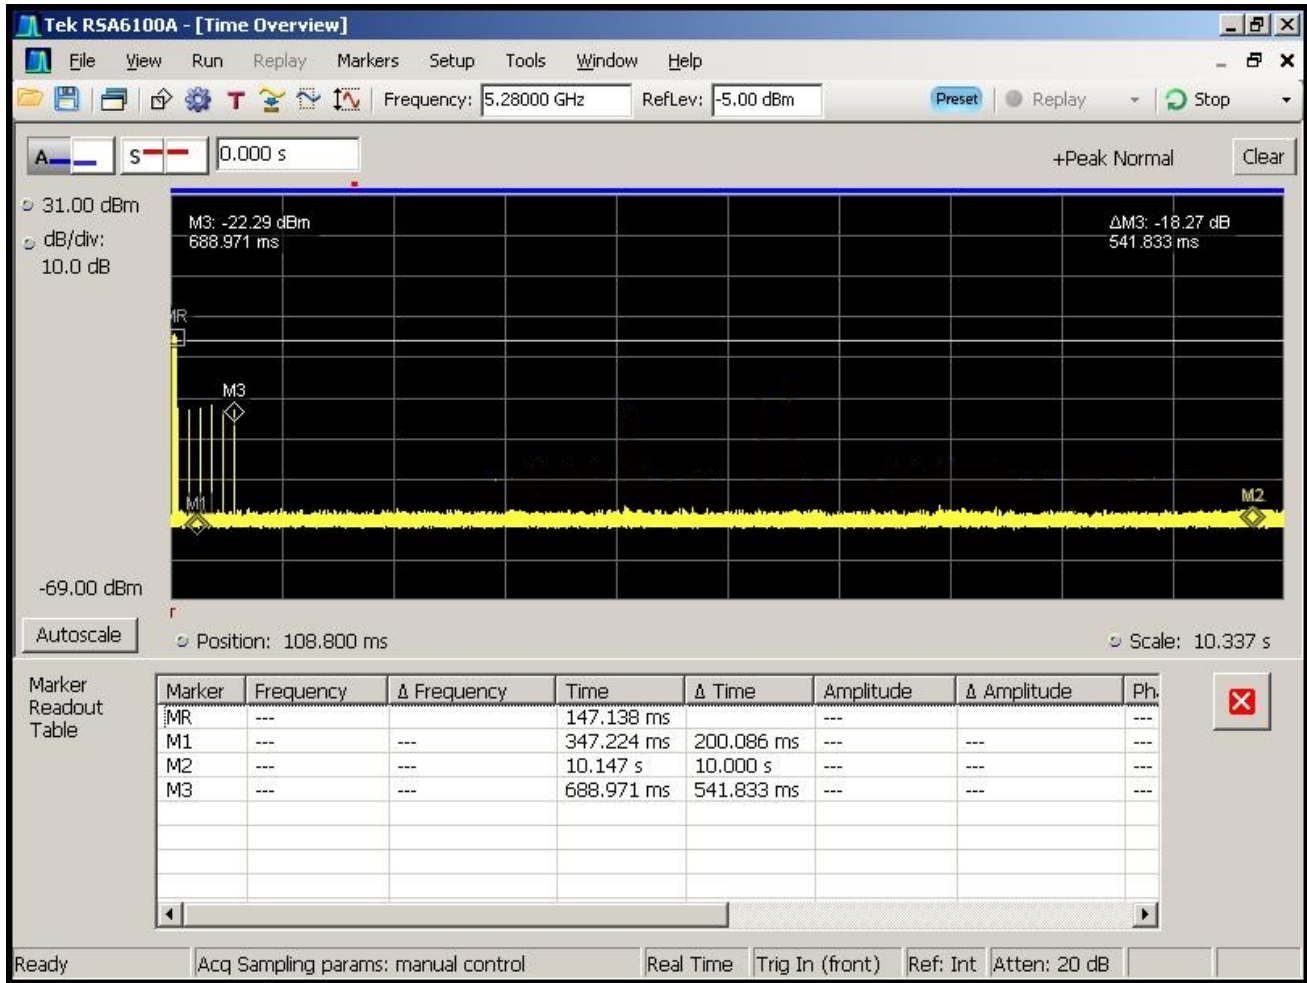 Tek RSA6100A - [Time Overview]
File View Run Replay Markers Setup Tools Window Help
T Frequency: 5.28000 GHz RefLev: -5.00 dBm Preset Replay Stop
A S 0.000 s +Peak Normal Clear
31.00 dBm
dB/div:
10.0 dB
M3: -22.29 dBm
688.971 ms
ΔM3: -18.27 dB
541.833 ms
MR
M3
M1
M2
-69.00 dBm
Autoscale
Position: 108.800 ms
Scale: 10.337 s
Marker
Readout
Table
Marker Frequency Δ Frequency Time Δ Time Amplitude Δ Amplitude Ph
MR --- 147.138 ms --- ---
M1 --- --- 347.224 ms 200.086 ms --- --- ---
M2 --- --- 10.147 s 10.000 s --- --- ---
M3 --- --- 688.971 ms 541.833 ms --- --- ---
Ready Acq Sampling params: manual control Real Time Trig In (front) Ref: Int Atten: 20 dB